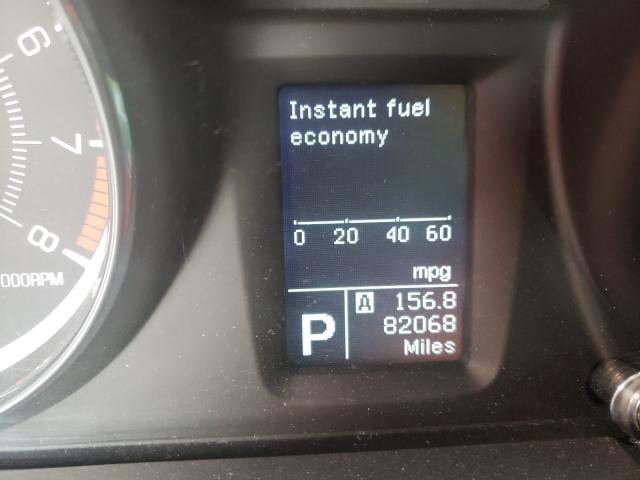 6
7
8
000RPM
Instant fuel
economy
0 20 40 60
mpg
P
A 156.8
82068
Miles